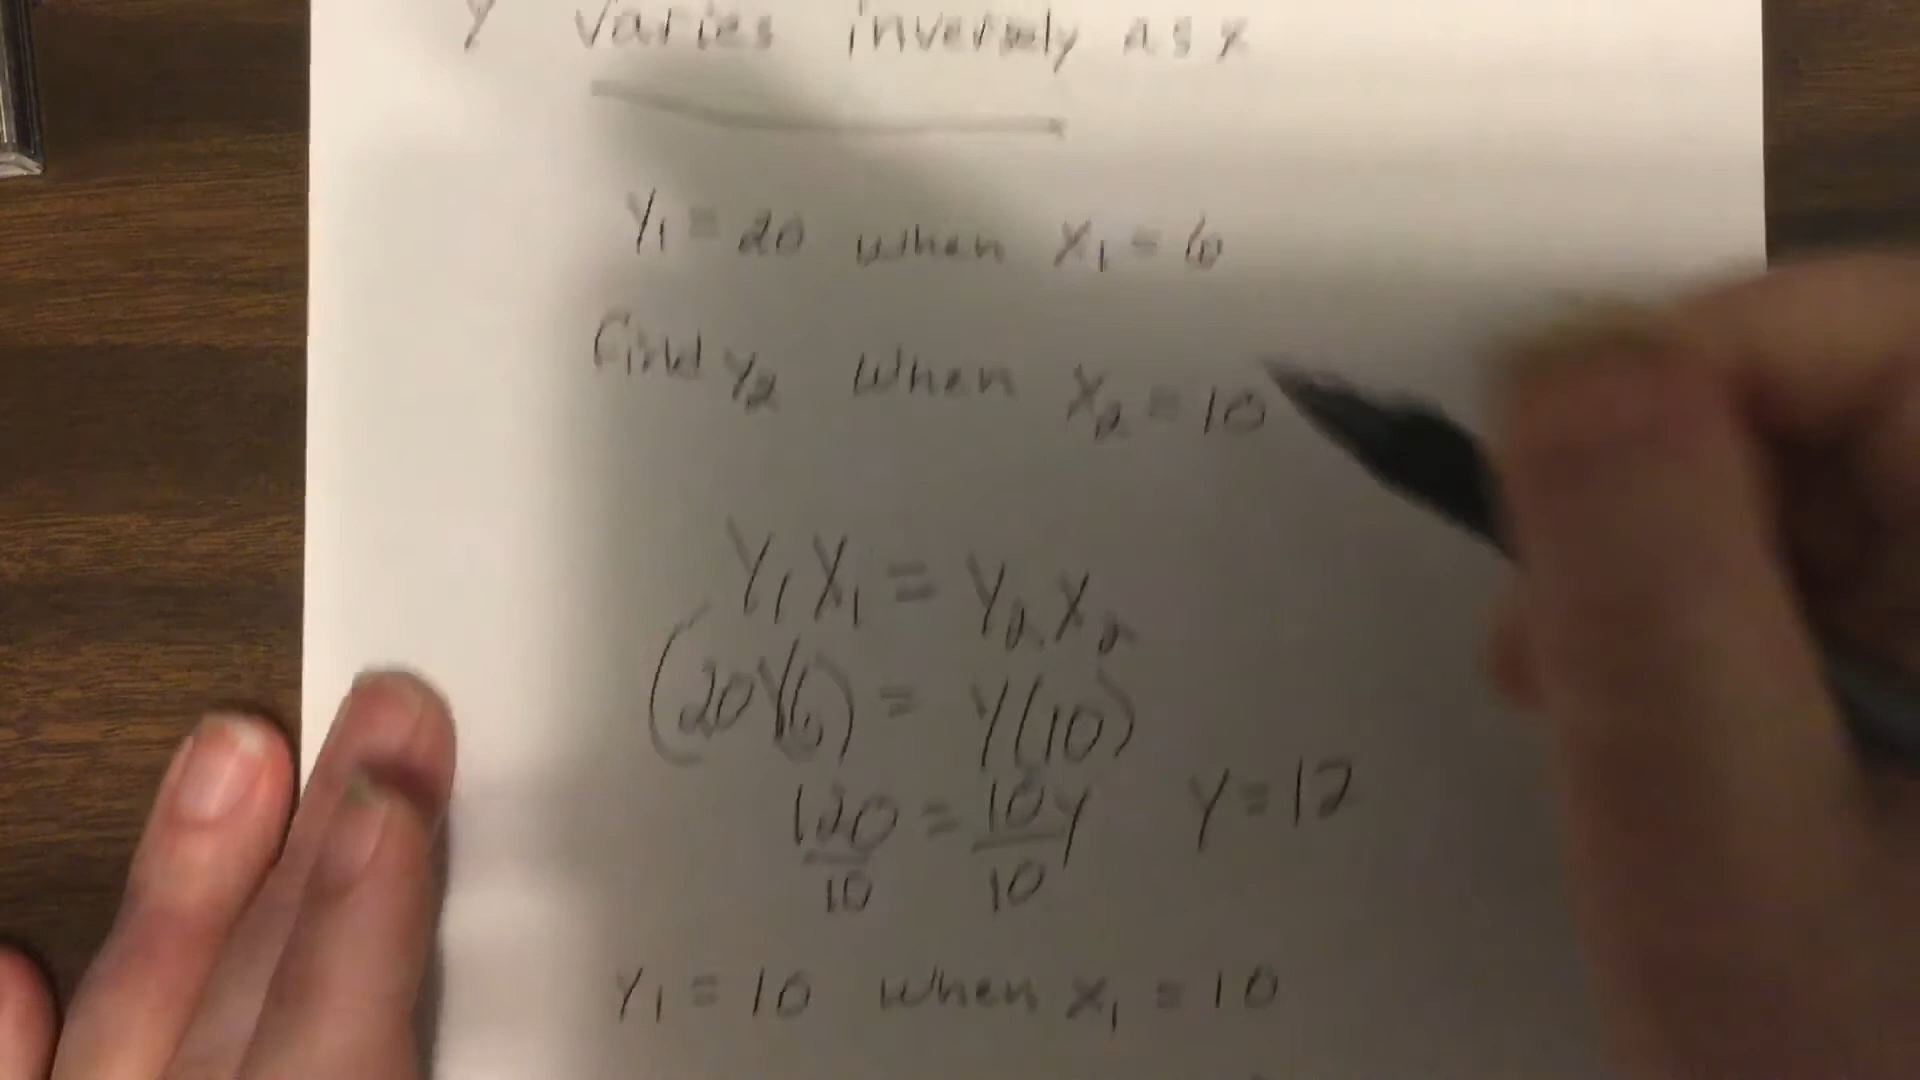 Y varies inversely as x
Y₁ = 20 when X₁ = 6
Find Y₂ when X₂ = 10
Y₁X₁ = Y₂X₂
(20)(6) = Y(10)
120/10 = 10y/10 Y = 12
Y₁ = 10 when X₁ = 10